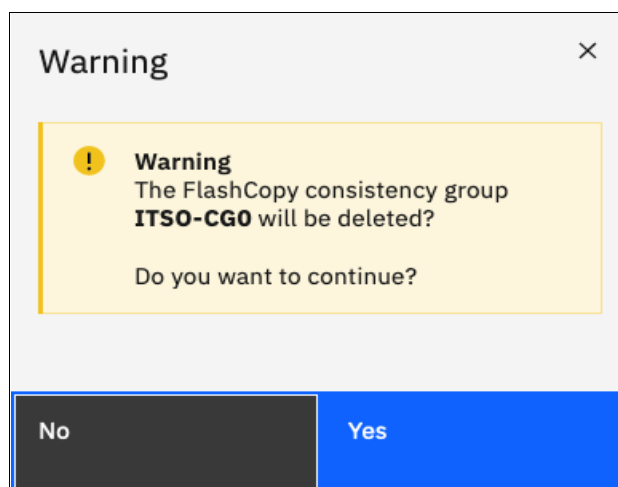 Warning
Warning
The FlashCopy consistency group
ITSO-CG0 will be deleted?
Do you want to continue?
No
Yes